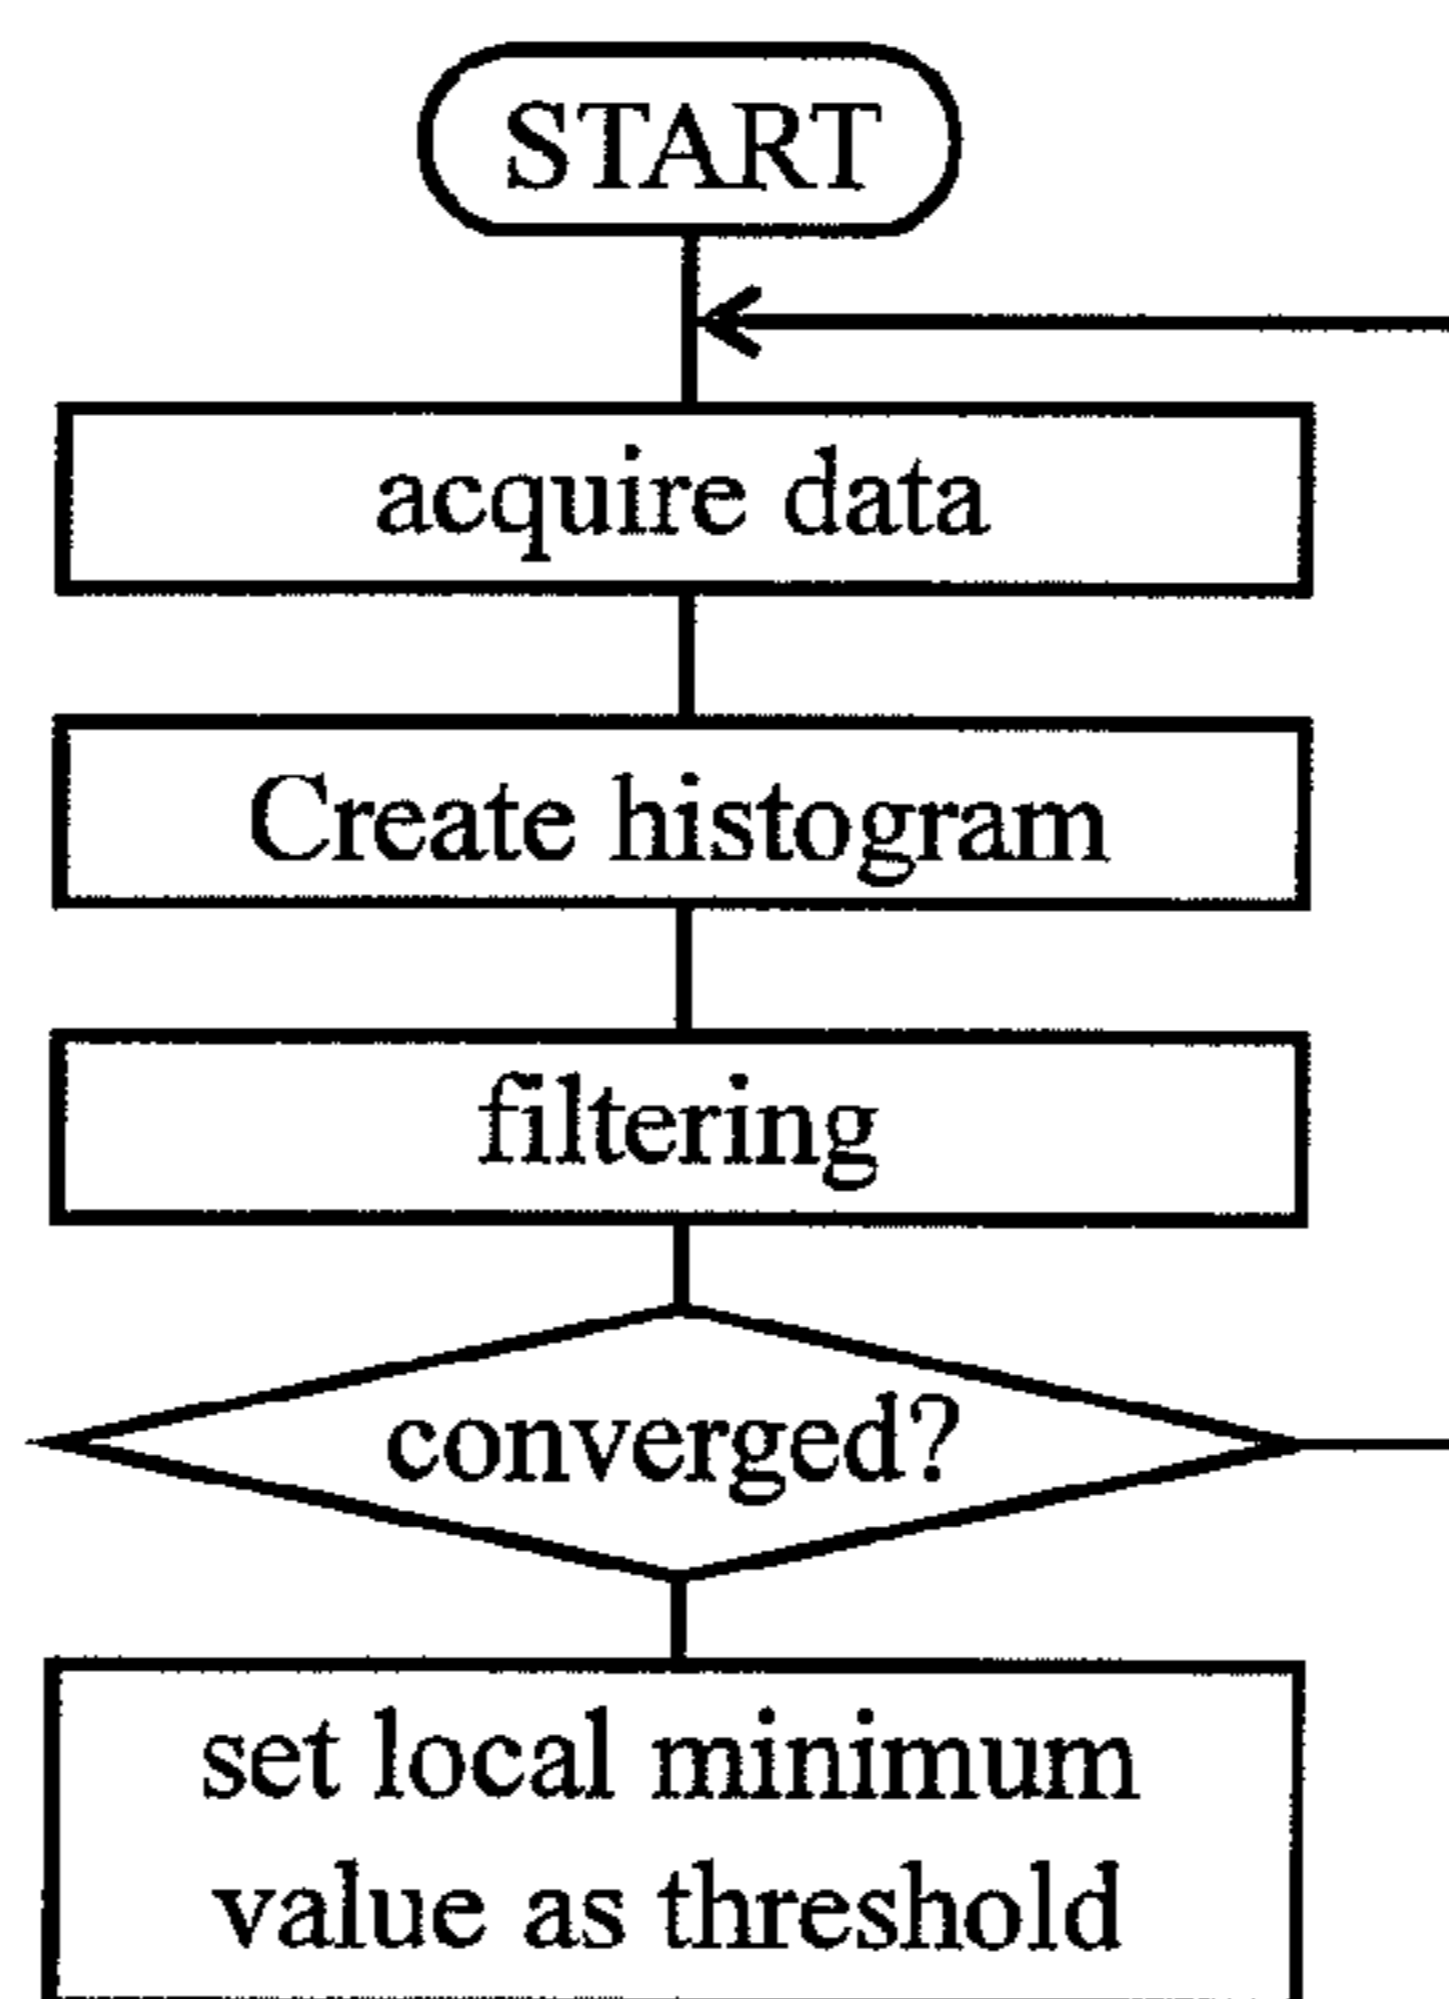 START
acquire data
Create histogram
filtering
converged?
set local minimum
value as threshold